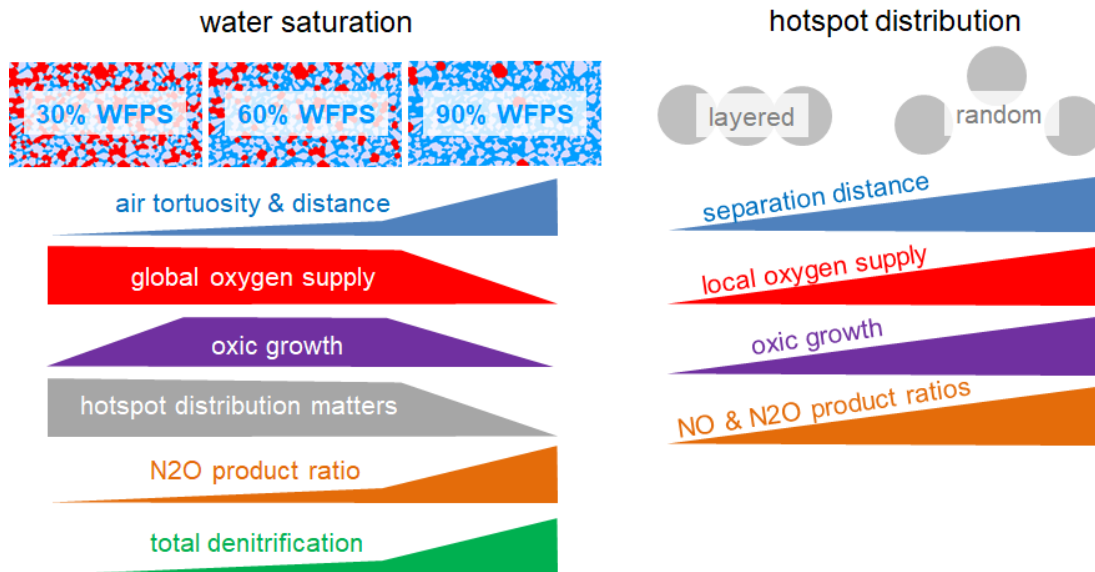 water saturation
30% WFPS
60% WFPS
90% WFPS
air tortuosity & distance
global oxygen supply
oxic growth
hotspot distribution matters
N2O product ratio
total denitrification
hotspot distribution
layered
random
separation distance
local oxygen supply
oxic growth
NO & N2O product ratios